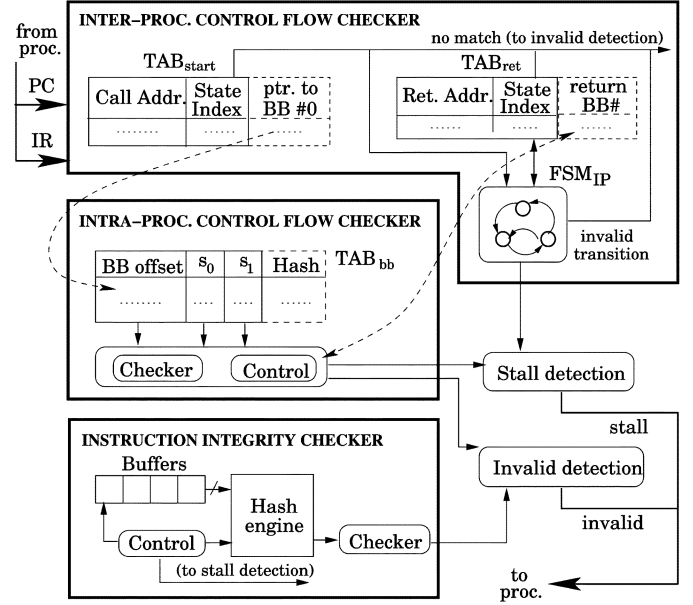 INTER–PROC. CONTROL FLOW CHECKER
from
proc.
no match (to invalid detection)
TABstart
TABret
PC
Call Addr.
State
Index
ptr. to
BB #0
Ret. Addr.
State
Index
return
BB#
........
......
......
......
......
......
IR
FSMIP
INTRA–PROC. CONTROL FLOW CHECKER
invalid
transition
BB offset
s0
s1
Hash
TABbb
........
....
....
......
Checker
Control
Stall detection
stall
INSTRUCTION INTEGRITY CHECKER
Buffers
Invalid detection
Hash
engine
invalid
Control
Checker
(to stall detection)
to
proc.